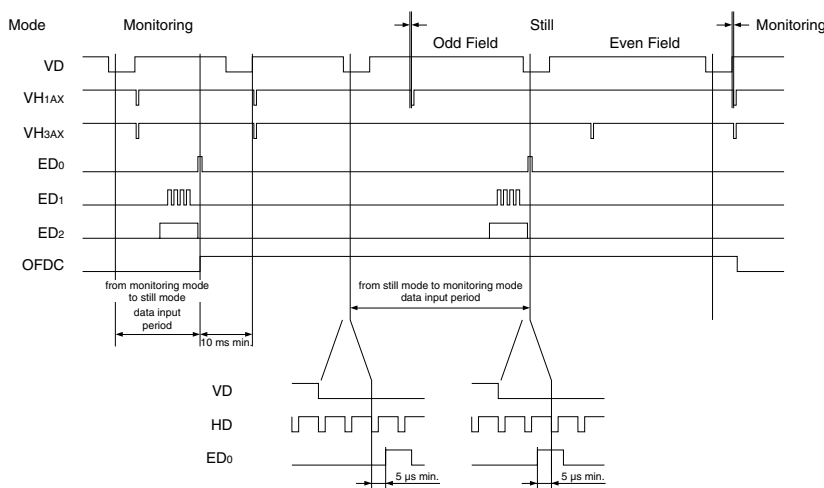 Mode Monitoring Still Monitoring
Odd Field Even Field
VD
VH1AX
VH3AX
ED0
ED1
ED2
OFDC
from monitoring mode
to still mode
data input
period
from still mode to monitoring mode
data input period
10 ms min.
VD
HD
ED0
5 µs min. 5 µs min.